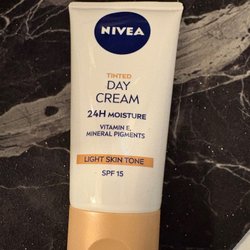 NIVEA
TINTED
DAY
CREAM
24H MOISTURE
VITAMIN E,
MINERAL PIGMENTS
LIGHT SKIN TONE
SPF 15